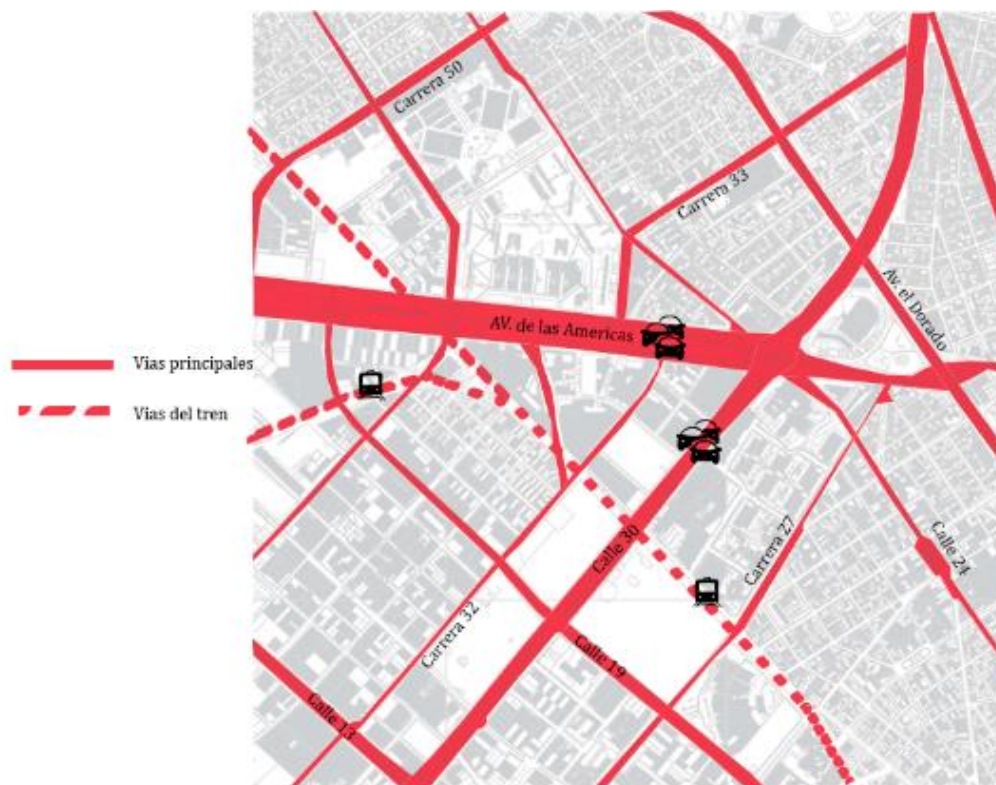 Carrera 50
Carrera 33
Av. el Dorado
AV. de las Americas
Vias principales
Vias del tren
Calle 30
Carrera 27
Calle 24
Carrera 32
Calle 19
Calle 13